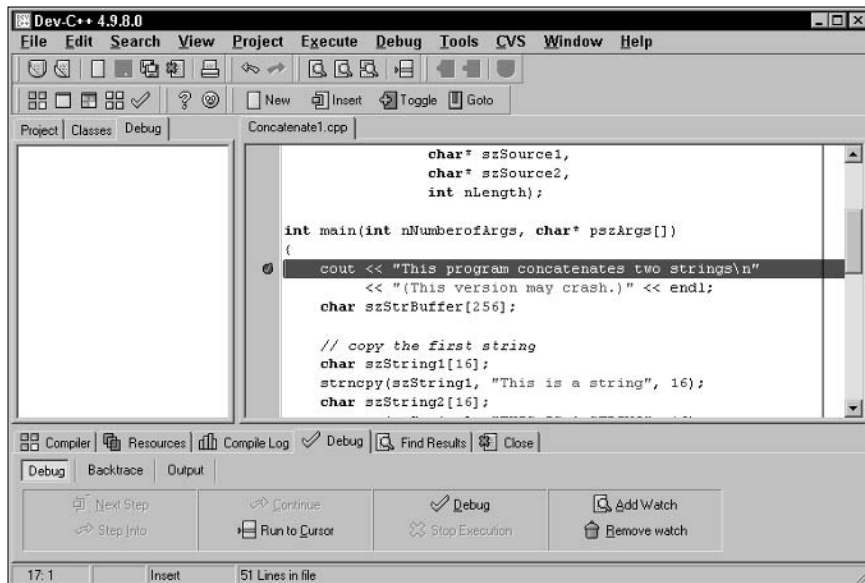 Dev-C++ 4.9.8.0
File Edit Search View Project Execute Debug Tools CVS Window Help
New Insert Toggle Goto
Project Classes Debug
Concatenate1.cpp
char* szSource1,
char* szSource2,
int nLength);
int main(int nNumberofArgs, char* pszArgs[])
{
cout << "This program concatenates two strings\n"
<< "(This version may crash.)" << endl;
char szStrBuffer[256];
// copy the first string
char szString1[16];
strncpy(szString1, "This is a string", 16);
char szString2[16];
Compiler Resources Compile Log Debug Find Results Close
Debug Backtrace Output
Next Step Continue Debug Add Watch
Step Into Run to Cursor Stop Execution Remove watch
17: 1 Insert 51 Lines in file